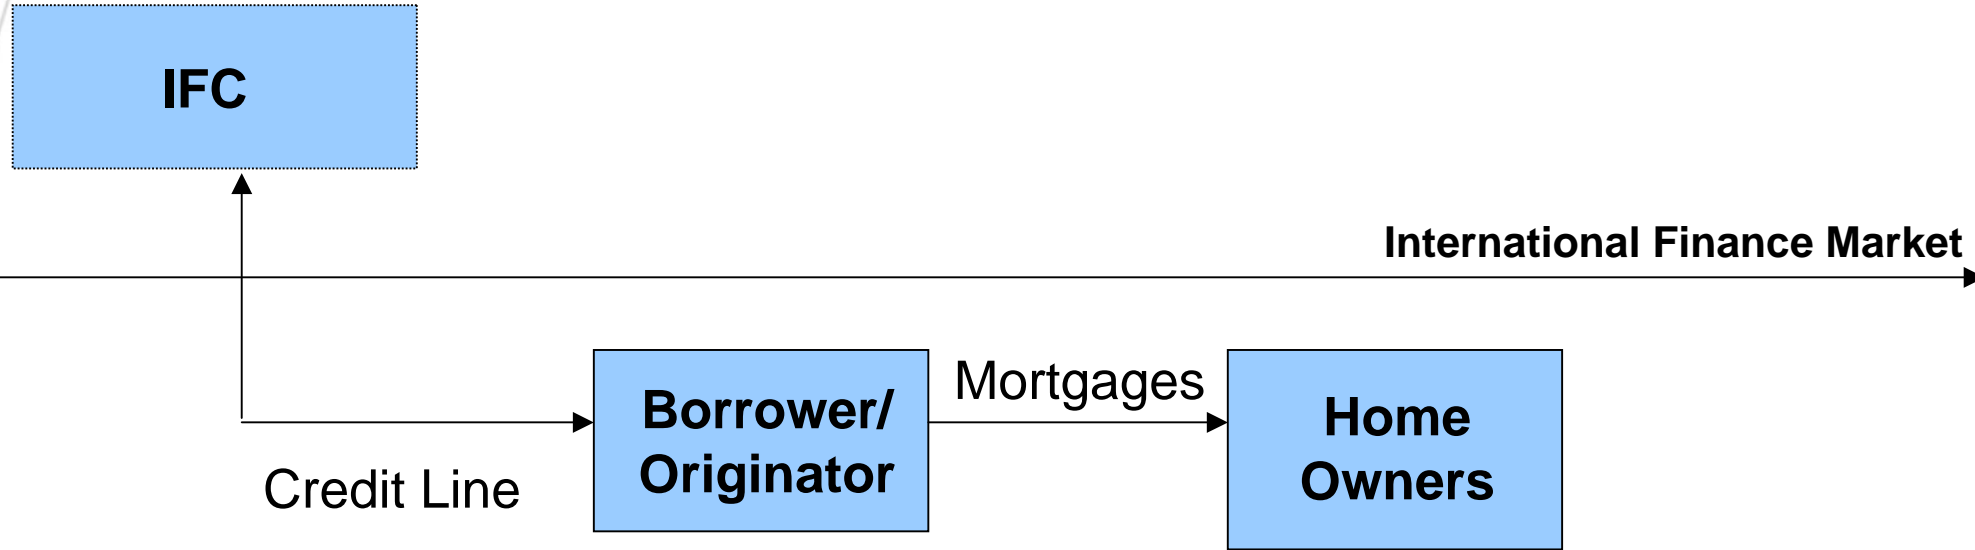 IFC
International Finance Market
Borrower/
Originator
Mortgages
Home
Owners
Credit Line